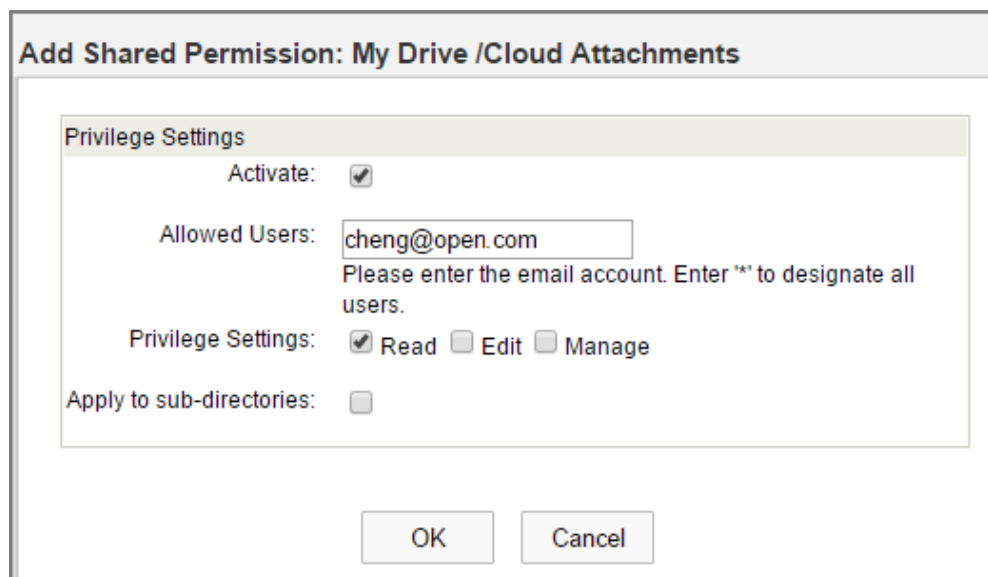 Add Shared Permission: My Drive /Cloud Attachments
Privilege Settings
Activate:
Allowed Users: cheng@open.com
Please enter the email account. Enter '*' to designate all
users.
Privilege Settings: Read Edit Manage
Apply to sub-directories:
OK Cancel